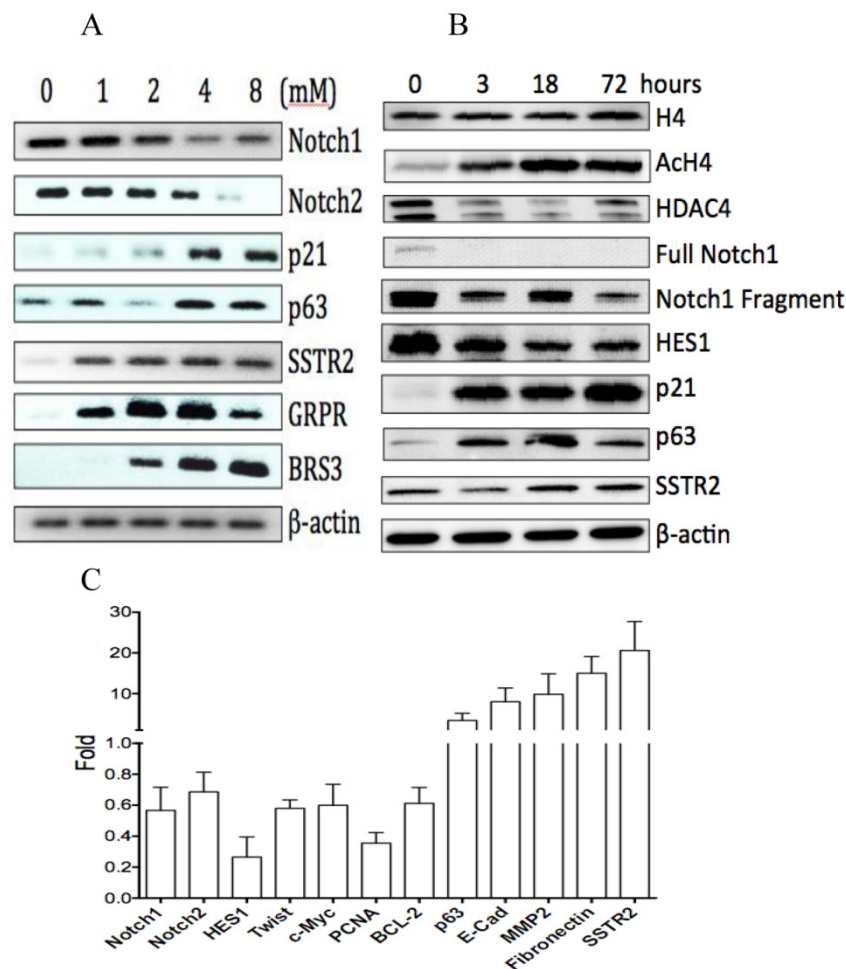 A
B
0 1 2 4 8 (mM)
Notch1
Notch2
p21
p63
SSTR2
GRPR
BRS3
β-actin
0 3 18 72 hours
H4
AcH4
HDAC4
Full Notch1
Notch1 Fragment
HES1
p21
p63
SSTR2
β-actin
C
30
20
10
1.0
0.8
0.6
0.4
0.2
0.0
Fold
Notch1
Notch2
HES1
Twist
c-Myc
PCNA
BCL-2
p63
E-Cad
MMP2
Fibronectin
SSTR2